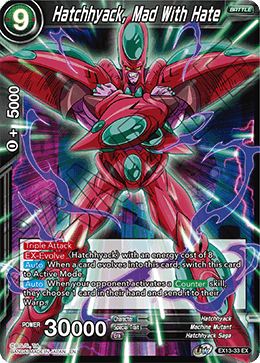 9
Hatchhyack, Mad With Hate
BATTLE
0 + 5000
Triple Attack
EX-Evolve 《Hatchhyack》 with an energy cost of 8
Auto When a card evolves into this card, switch this card
to Active Mode.
Auto When your opponent activates a Counter skill,
they choose 1 card in their hand and send it to their
Warp.
POWER 30000
Character Hatchhyack
Special Trait Machine Mutant
Era Hatchhyack Saga
EX13-33 EX